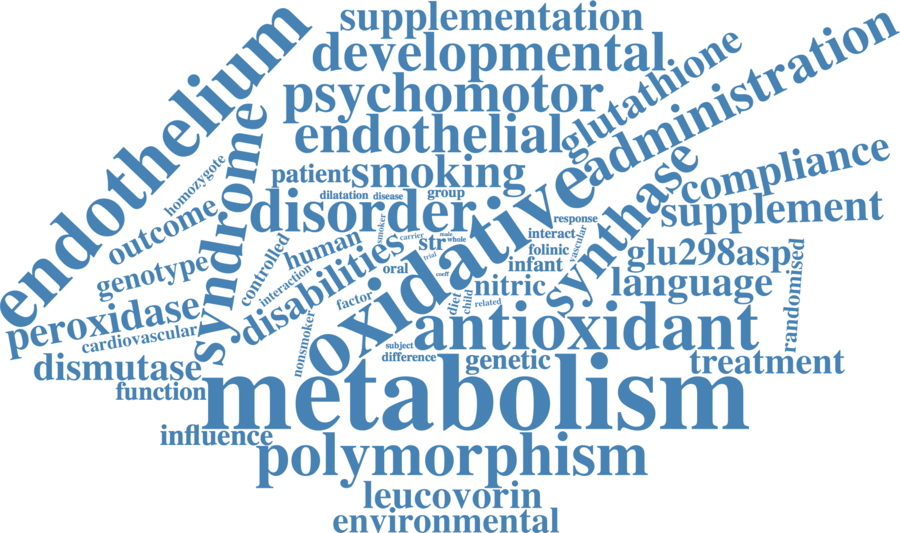 supplementation
developmental
psychomotor
endothelial
glutathione
administration
endothelium
syndrome
homozygote
outcome
genotype
patient
smoking
dilatation
disease
group
disorder
oxidative
synthase
compliance
supplement
response
interact
vascular
folinic
infant
glu298asp
language
randomised
controlled
human
interaction
disabilities
smoker
carrier
str
male
whole
trial
oral
nitric
factor
diet
child
related
peroxidase
cardiovascular
nonsmoker
antioxidant
subject
difference
genetic
treatment
dismutase
function
metabolism
influence
polymorphism
leucovorin
environmental